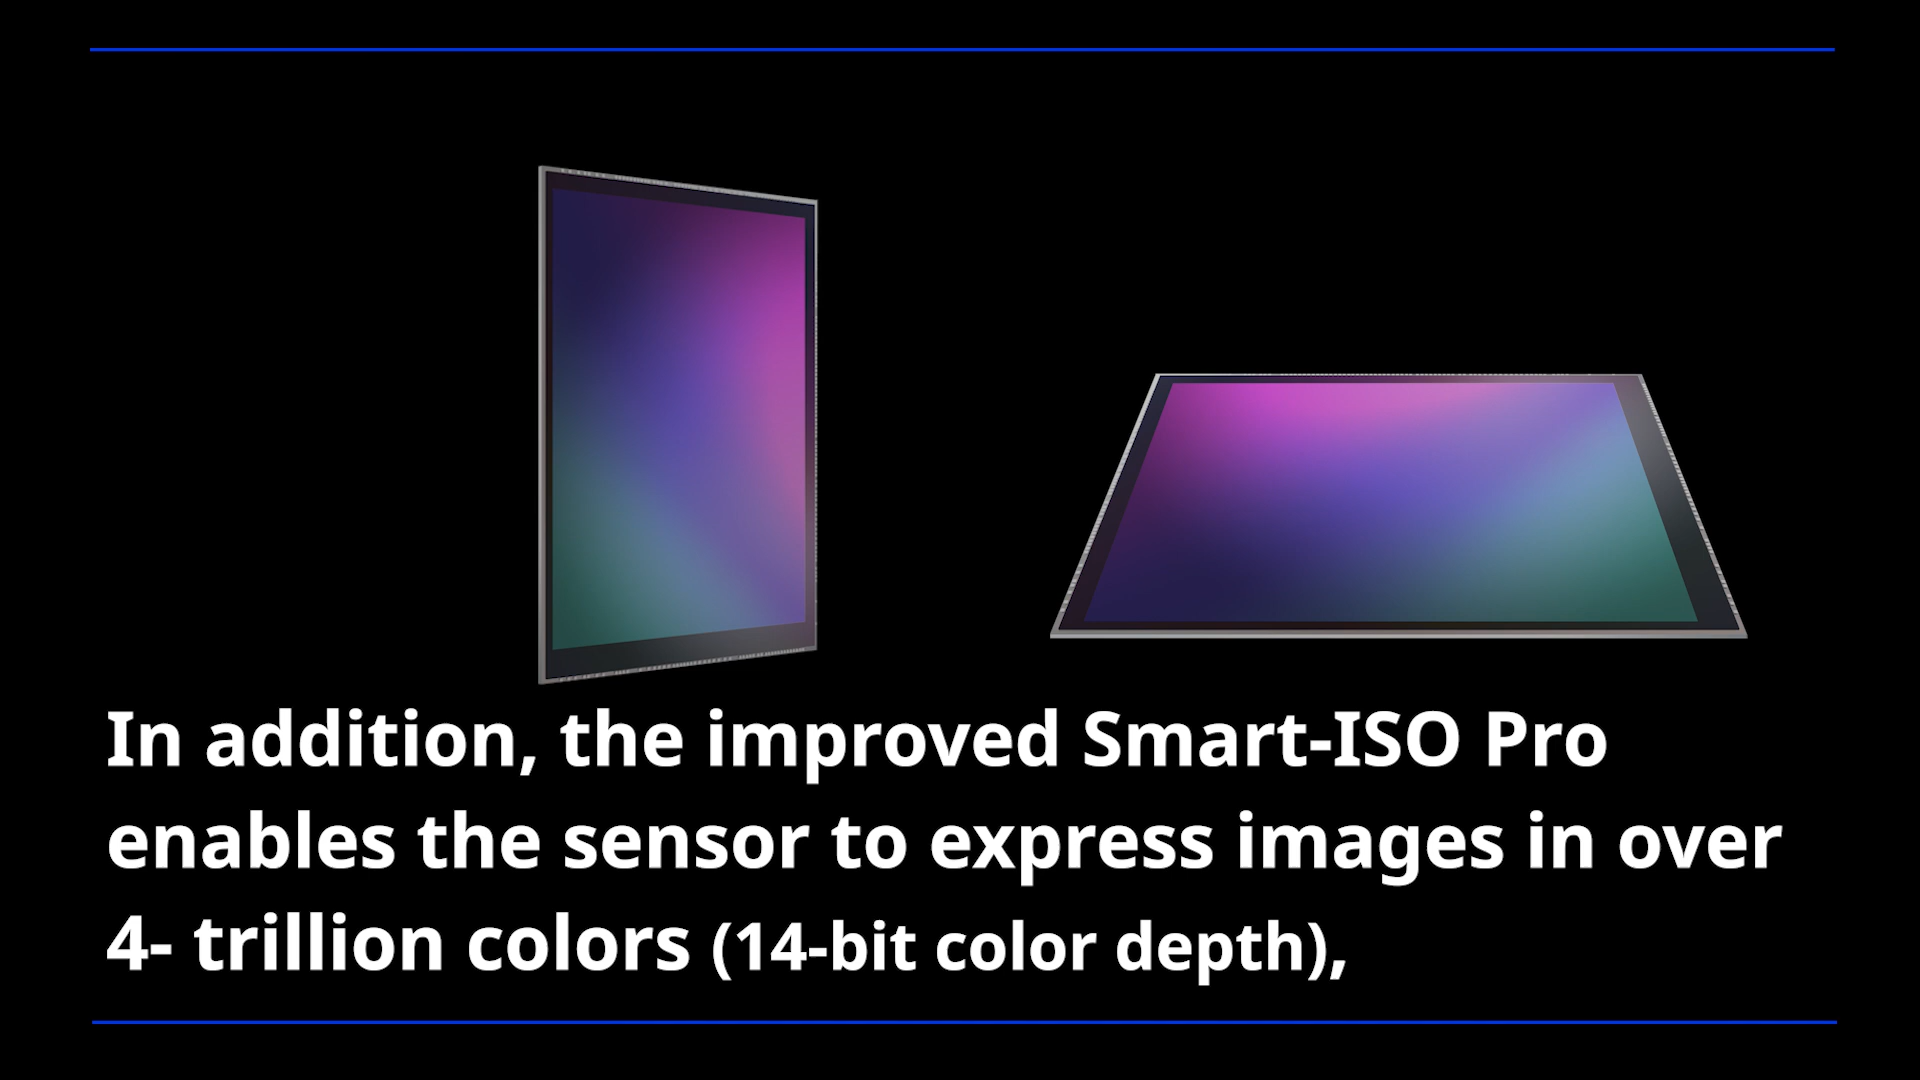 In addition, the improved Smart-ISO Pro
enables the sensor to express images in over
4- trillion colors (14-bit color depth),